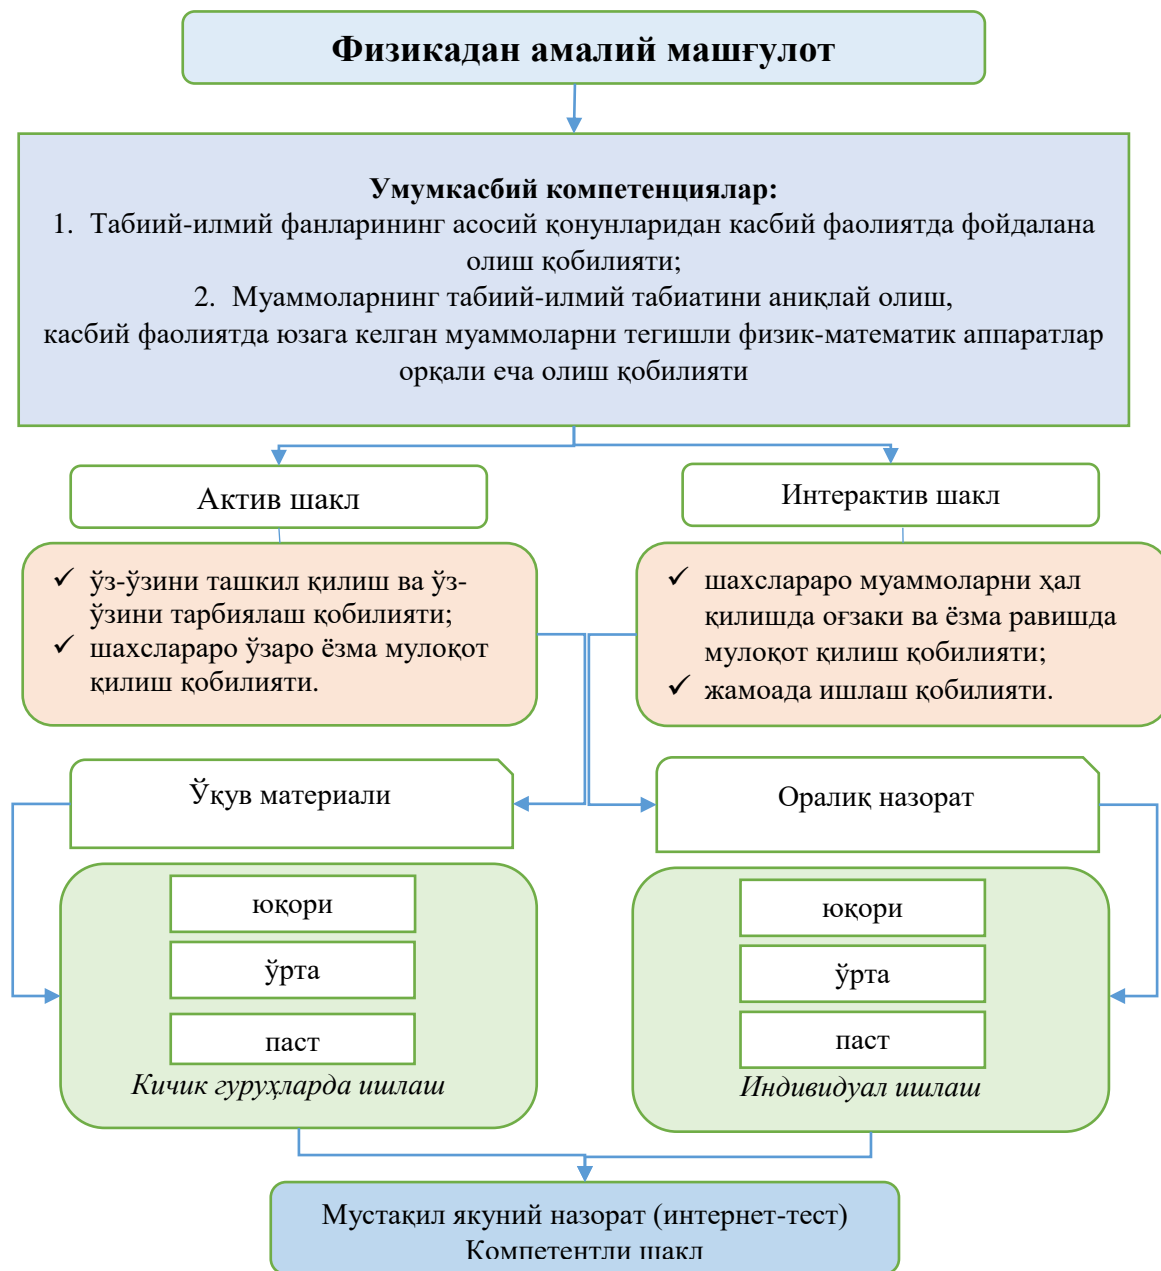 Физикадан амалий машғулот
Умумкасбий компетенциялар:
1. Табиий-илмий фанларининг асосий қонунларидан касбий фаолиятда фойдалана
олиш қобилияти;
2. Муаммоларнинг табиий-илмий табиатини аниқлай олиш,
касбий фаолиятда юзага келган муаммоларни тегишли физик-математик аппаратлар
орқали еча олиш қобилияти
Актив шакл
Интерактив шакл
✓ ўз-ўзини ташкил қилиш ва ўз-
ўзини тарбиялаш қобилияти;
✓ шахслараро ўзаро ёзма мулоқот
қилиш қобилияти.
✓ шахслараро муаммоларни ҳал
қилишда оғзаки ва ёзма равишда
мулоқот қилиш қобилияти;
✓ жамоада ишлаш қобилияти.
Ўқув материали
Оралиқ назорат
юқори
ўрта
паст
Кичик гуруҳларда ишлаш
юқори
ўрта
паст
Индивидуал ишлаш
Мустақил якуний назорат (интернет-тест)
Компетентли шакл